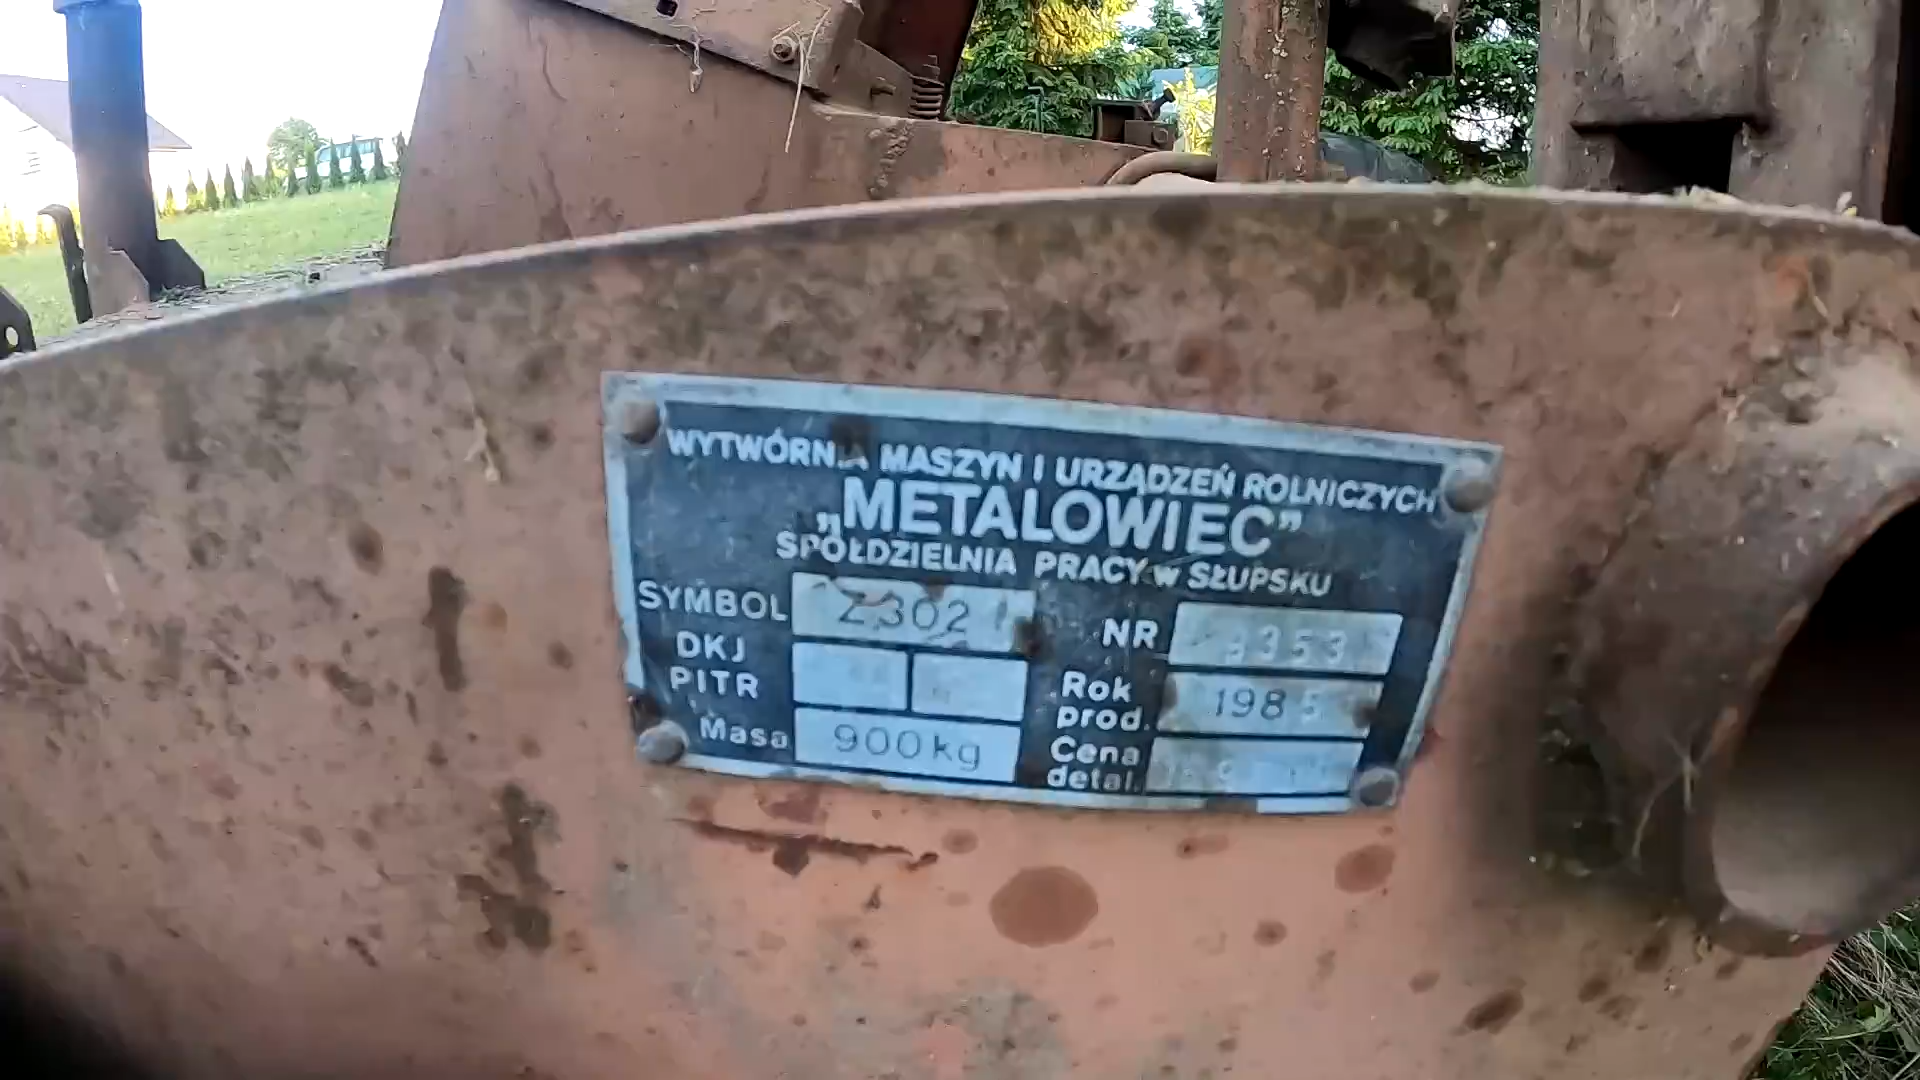 WYTWÓRNIA MASZYN I URZĄDZEŃ ROLNICZYCH
„METALOWIEC”
SPÓŁDZIELNIA PRACY w SŁUPSKU
SYMBOL Z302
NR
DKJ
PITR
Rok prod.
Masa 900kg
Cena detal.